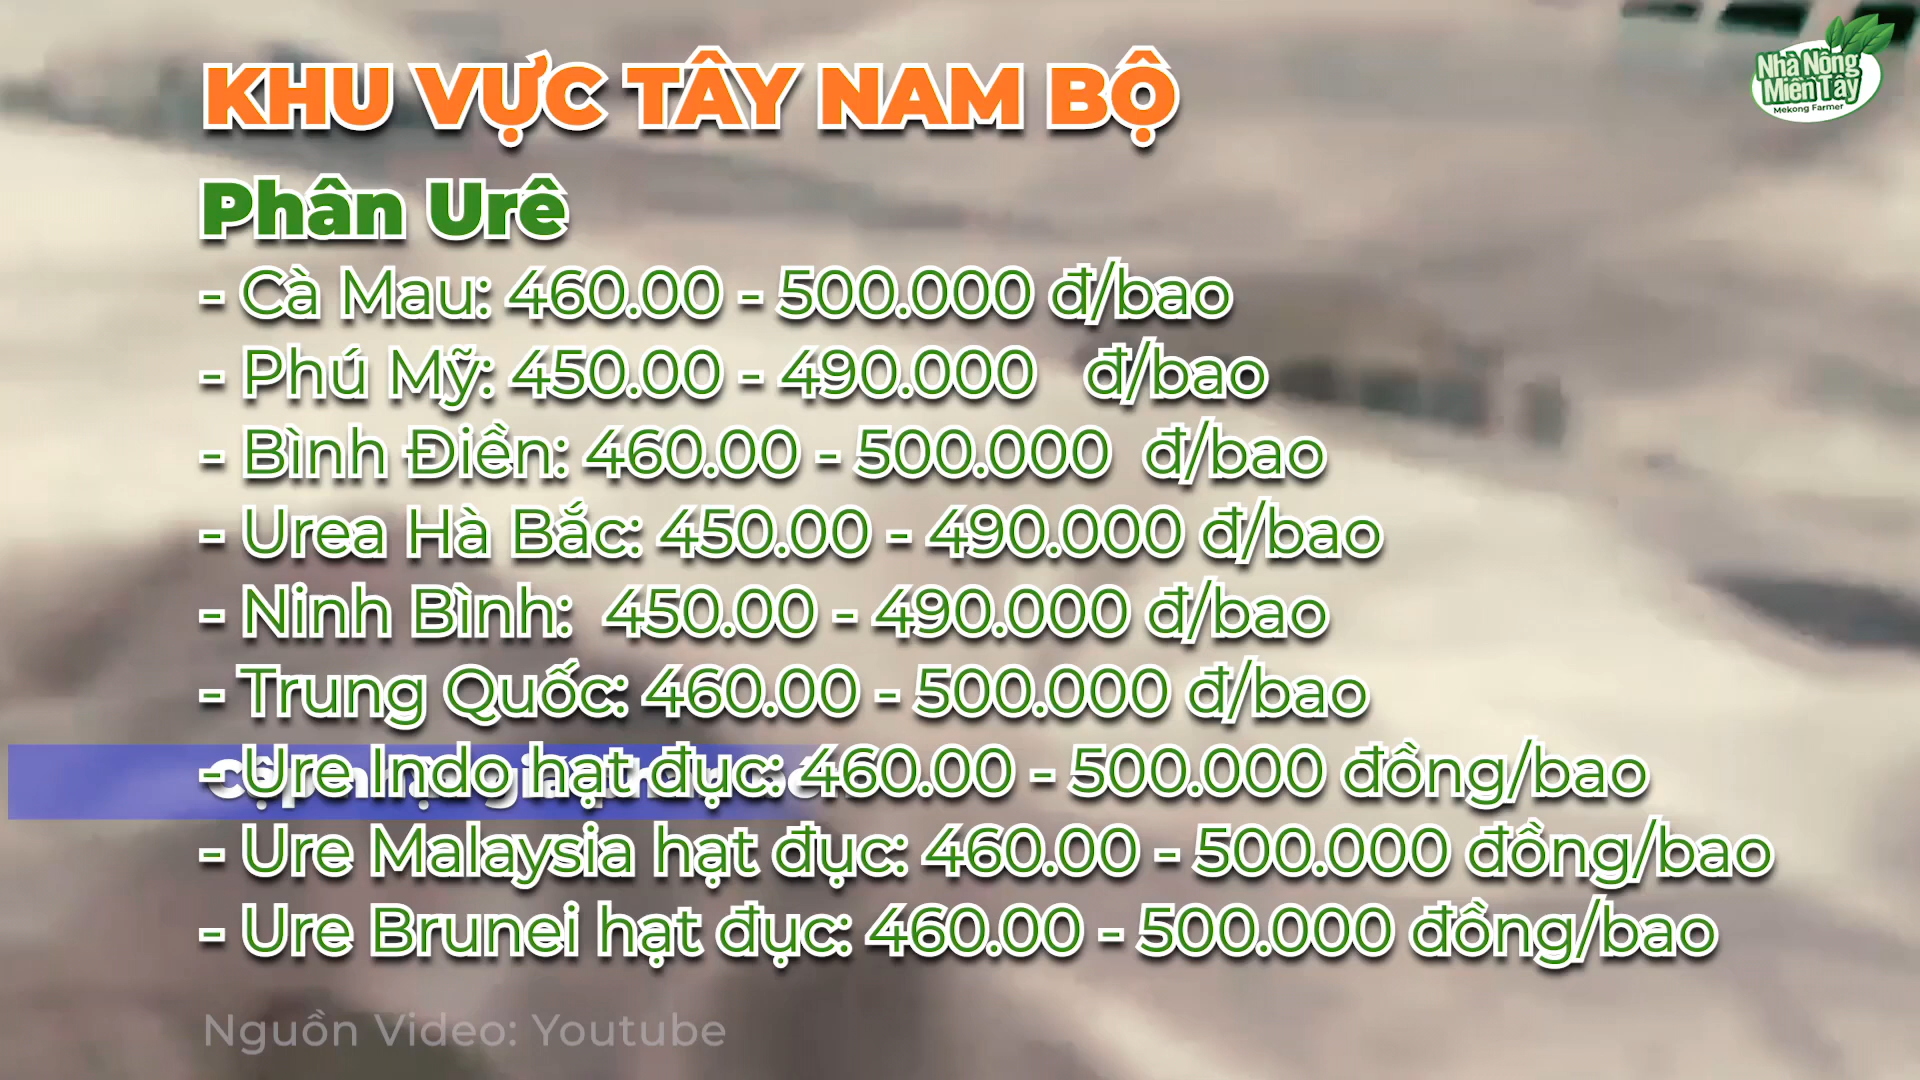 KHU VỰC TÂY NAM BỘ
Nhà Nông
Miền Tây
Mekong Farmer
Phân Urê
- Cà Mau: 460.00 - 500.000 đ/bao
- Phú Mỹ: 450.00 - 490.000 đ/bao
- Bình Điền: 460.00 - 500.000 đ/bao
- Urea Hà Bắc: 450.00 - 490.000 đ/bao
- Ninh Bình: 450.00 - 490.000 đ/bao
- Trung Quốc: 460.00 - 500.000 đ/bao
- Ure Indo hạt đục: 460.00 - 500.000 đồng/bao
- Ure Malaysia hạt đục: 460.00 - 500.000 đồng/bao
- Ure Brunei hạt đục: 460.00 - 500.000 đồng/bao
Nguồn Video: Youtube